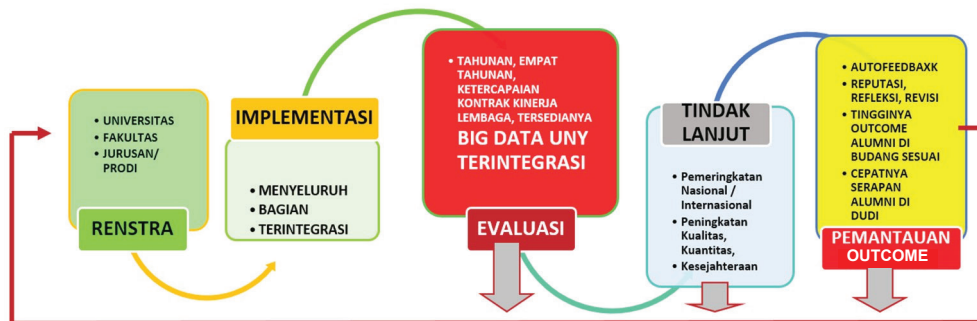 • UNIVERSITAS
• FAKULTAS
• JURUSAN/
PRODI
RENSTRA
IMPLEMENTASI
• MENYELURUH
• BAGIAN
• TERINTEGRASI
• TAHUNAN, EMPAT
TAHUNAN,
KETERCAPAIAN
KONTRAK KINERJA
LEMBAGA, TERSEDIANYA
BIG DATA UNY
TERINTEGRASI
EVALUASI
TINDAK
LANJUT
• Pemeringkatan
Nasional /
Internasional
• Peningkatan
Kualitas,
Kuantitas,
• Kesejahteraan
• AUTOFEEDBAXK
• REPUTASI,
REFLEKSI, REVISI
• TINGGINYA
OUTCOME
ALUMNI DI
BUDANG SESUAI
• CEPATNYA
SERAPAN
ALUMNI DI
DUDI
PEMANTAUAN
OUTCOME